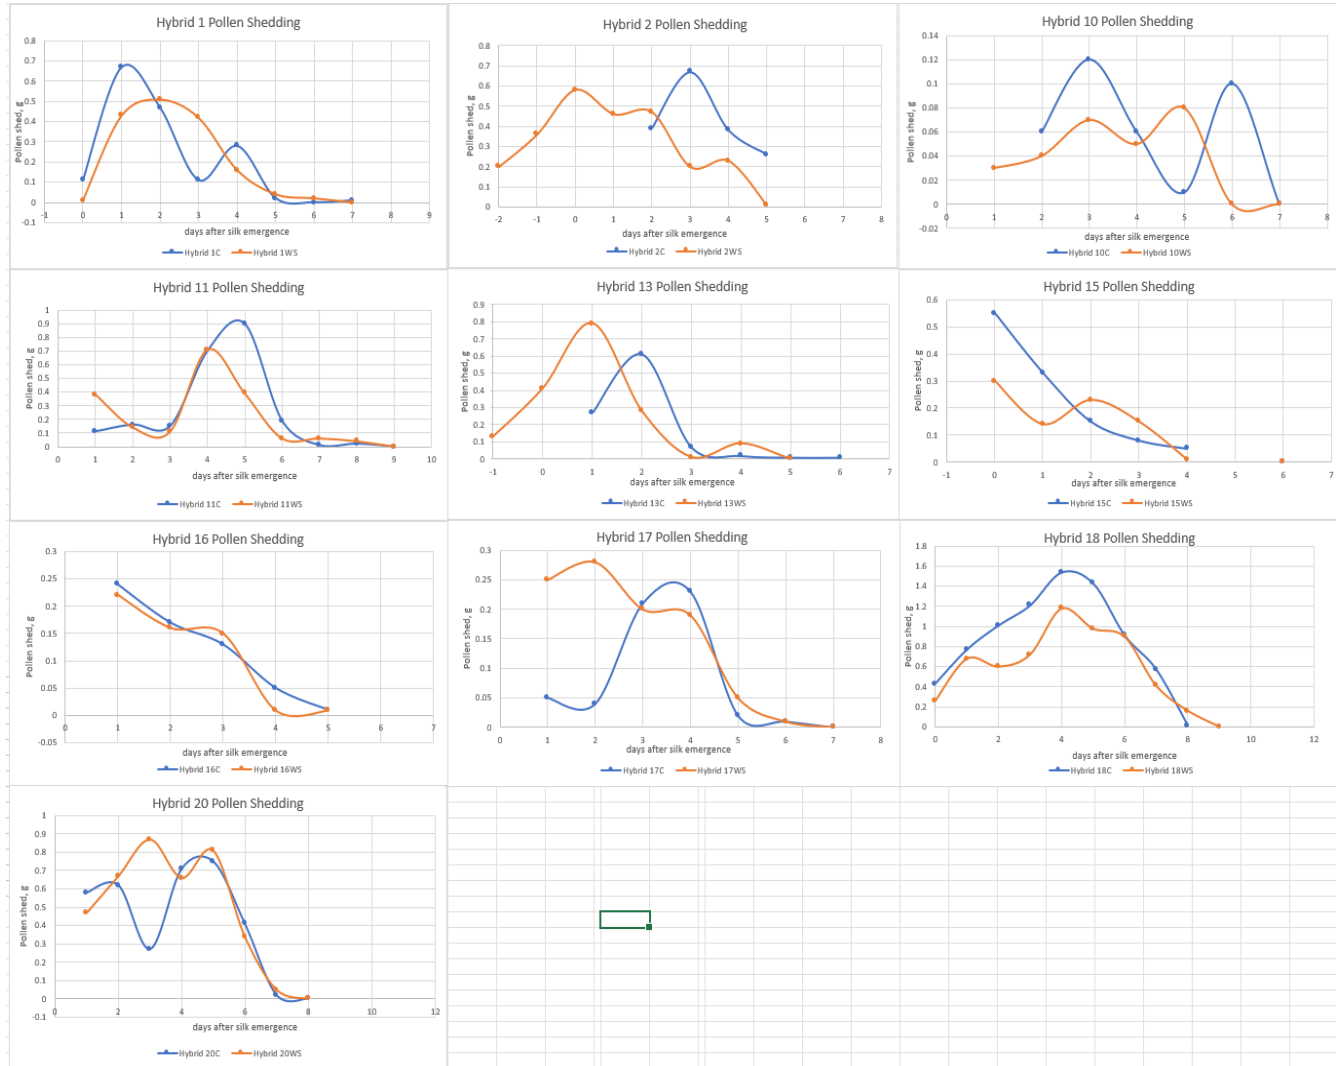 Hybrid 1 Pollen Shedding
0.8
0.7
0.6
0.5
0.4
0.3
0.2
0.1
0
-0.1
Pollen shed, g
-1 0 1 2 3 4 5 6 7 8 9
days after silk emergence
Hybrid 1C Hybrid 1WS
Hybrid 2 Pollen Shedding
0.8
0.7
0.6
0.5
0.4
0.3
0.2
0.1
0
Pollen shed, g
-2 -1 0 1 2 3 4 5 6 7 8
days after silk emergence
Hybrid 2C Hybrid 2WS
Hybrid 10 Pollen Shedding
0.14
0.12
0.1
0.08
0.06
0.04
0.02
0
-0.02
Pollen shed, g
0 1 2 3 4 5 6 7 8
days after silk emergence
Hybrid 10C Hybrid 10WS
Hybrid 11 Pollen Shedding
1
0.9
0.8
0.7
0.6
0.5
0.4
0.3
0.2
0.1
0
Pollen shed, g
0 1 2 3 4 5 6 7 8 9 10
days after silk emergence
Hybrid 11C Hybrid 11WS
Hybrid 13 Pollen Shedding
0.9
0.8
0.7
0.6
0.5
0.4
0.3
0.2
0.1
0
Pollen shed, g
-1 0 1 2 3 4 5 6 7
days after silk emergence
Hybrid 13C Hybrid 13WS
Hybrid 15 Pollen Shedding
0.6
0.5
0.4
0.3
0.2
0.1
0
Pollen shed, g
-1 0 1 2 3 4 5 6 7
days after silk emergence
Hybrid 15C Hybrid 15WS
Hybrid 16 Pollen Shedding
0.3
0.25
0.2
0.15
0.1
0.05
0
-0.05
Pollen shed, g
0 1 2 3 4 5 6 7
days after silk emergence
Hybrid 16C Hybrid 16WS
Hybrid 17 Pollen Shedding
0.3
0.25
0.2
0.15
0.1
0.05
0
Pollen shed, g
0 1 2 3 4 5 6 7 8
days after silk emergence
Hybrid 17C Hybrid 17WS
Hybrid 18 Pollen Shedding
1.8
1.6
1.4
1.2
1
0.8
0.6
0.4
0.2
0
Pollen shed, g
0 2 4 6 8 10 12
days after silk emergence
Hybrid 18C Hybrid 18WS
Hybrid 20 Pollen Shedding
1
0.9
0.8
0.7
0.6
0.5
0.4
0.3
0.2
0.1
0
-0.1
Pollen shed, g
0 2 4 6 8 10 12
days after silk emergence
Hybrid 20C Hybrid 20WS